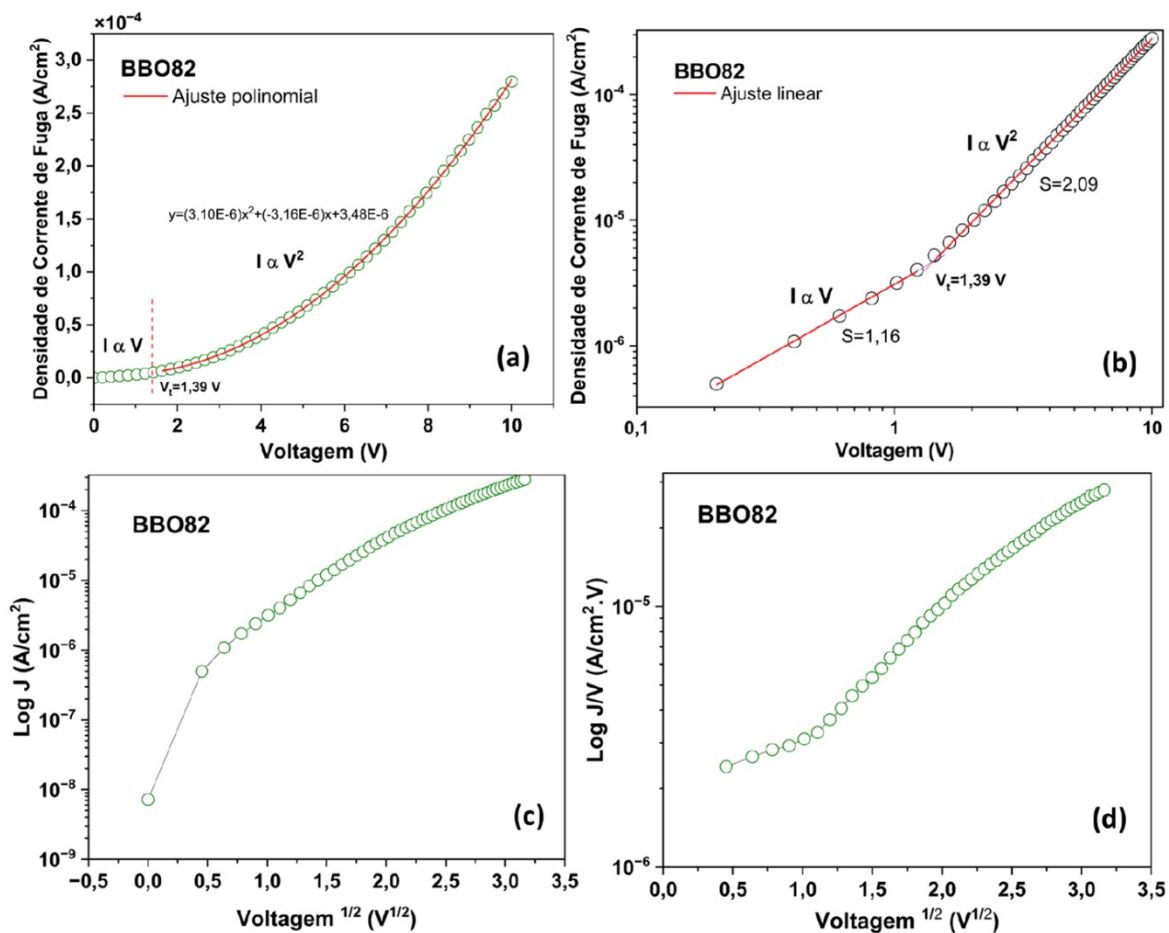 ×10⁻⁴
BBO82
Ajuste polinomial
y=(3,10E-6)x²+(-3,16E-6)x+3,48E-6
I α V²
I α V
Vₜ=1,39 V
(a)
3,0
2,5
2,0
1,5
1,0
0,5
0,0
0 2 4 6 8 10
Densidade de Corrente de Fuga (A/cm²)
Voltagem (V)
BBO82
Ajuste linear
I α V²
S=2,09
Vₜ=1,39 V
I α V
S=1,16
(b)
10⁻⁴
10⁻⁵
10⁻⁶
0,1 1 10
Densidade de Corrente de Fuga (A/cm²)
Voltagem (V)
BBO82
(c)
10⁻⁴
10⁻⁵
10⁻⁶
10⁻⁷
10⁻⁸
10⁻⁹
−0,5 0,0 0,5 1,0 1,5 2,0 2,5 3,0 3,5
Log J (A/cm²)
Voltagem ¹/² (V¹/²)
BBO82
(d)
10⁻⁵
10⁻⁶
0,0 0,5 1,0 1,5 2,0 2,5 3,0 3,5
Log J/V (A/cm².V)
Voltagem ¹/² (V¹/²)